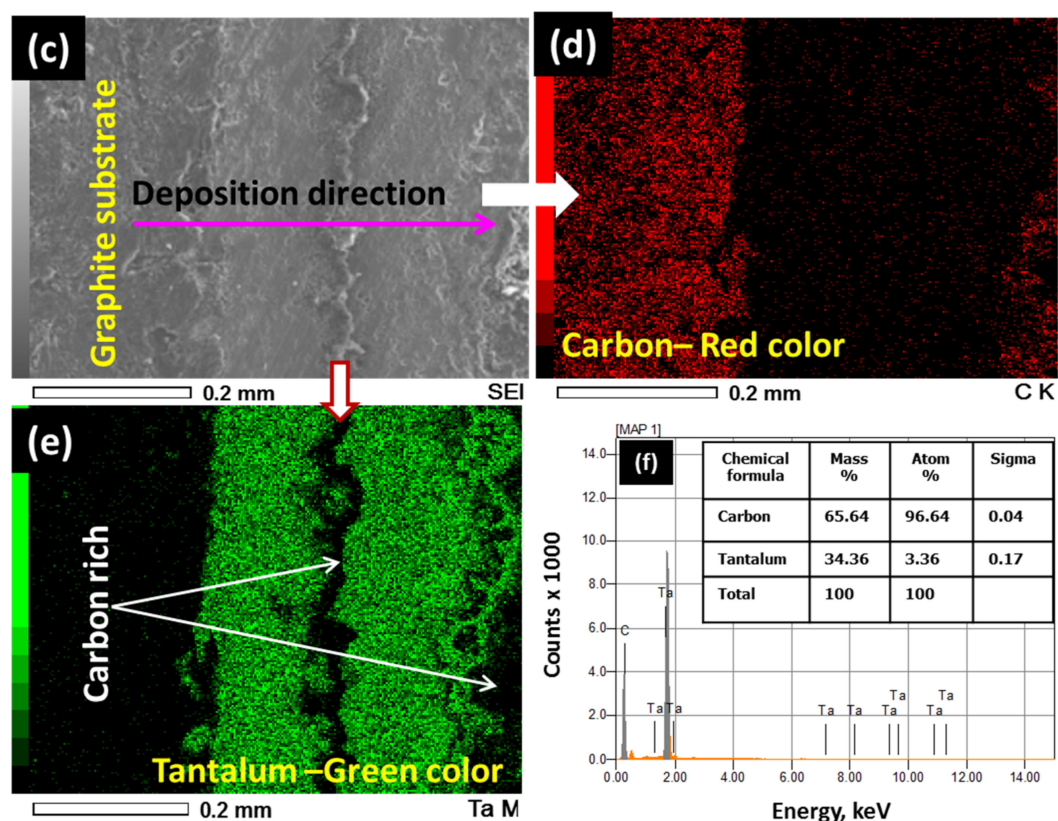 (c)
Graphite substrate
Deposition direction
0.2 mm
SEI
(d)
Carbon– Red color
0.2 mm
C K
(e)
Carbon rich
Tantalum –Green color
0.2 mm
Ta M
[MAP 1]
(f)
Chemical formula Mass % Atom % Sigma
Carbon 65.64 96.64 0.04
Tantalum 34.36 3.36 0.17
Total 100 100
Counts x 1000
14.0
12.0
10.0
8.0
6.0
4.0
2.0
0.0
C
Ta
Ta
Ta
Ta
Ta
Ta
Ta
Ta
Ta
0.00 2.00 4.00 6.00 8.00 10.00 12.00 14.00
Energy, keV